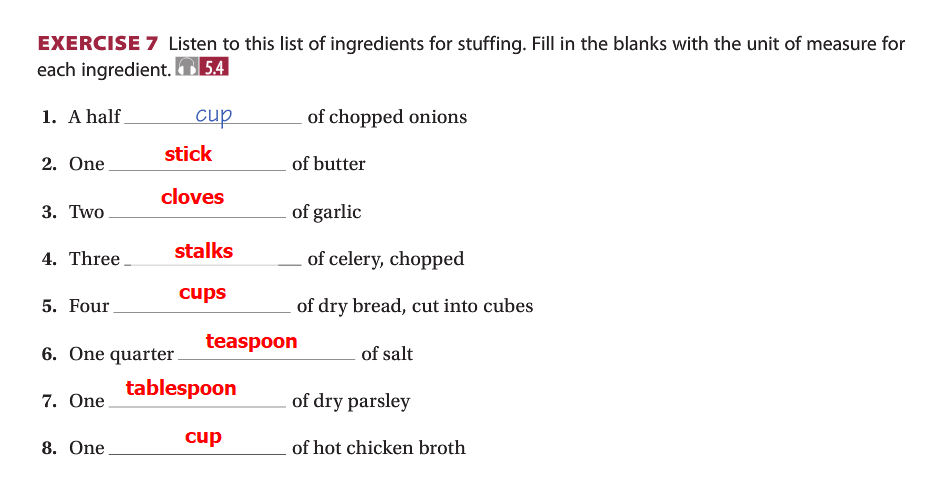 EXERCISE 7 Listen to this list of ingredients for stuffing. Fill in the blanks with the unit of measure for
each ingredient. 5.4
1. A half cup of chopped onions
2. One stick of butter
3. Two cloves of garlic
4. Three stalks of celery, chopped
5. Four cups of dry bread, cut into cubes
6. One quarter teaspoon of salt
7. One tablespoon of dry parsley
8. One cup of hot chicken broth